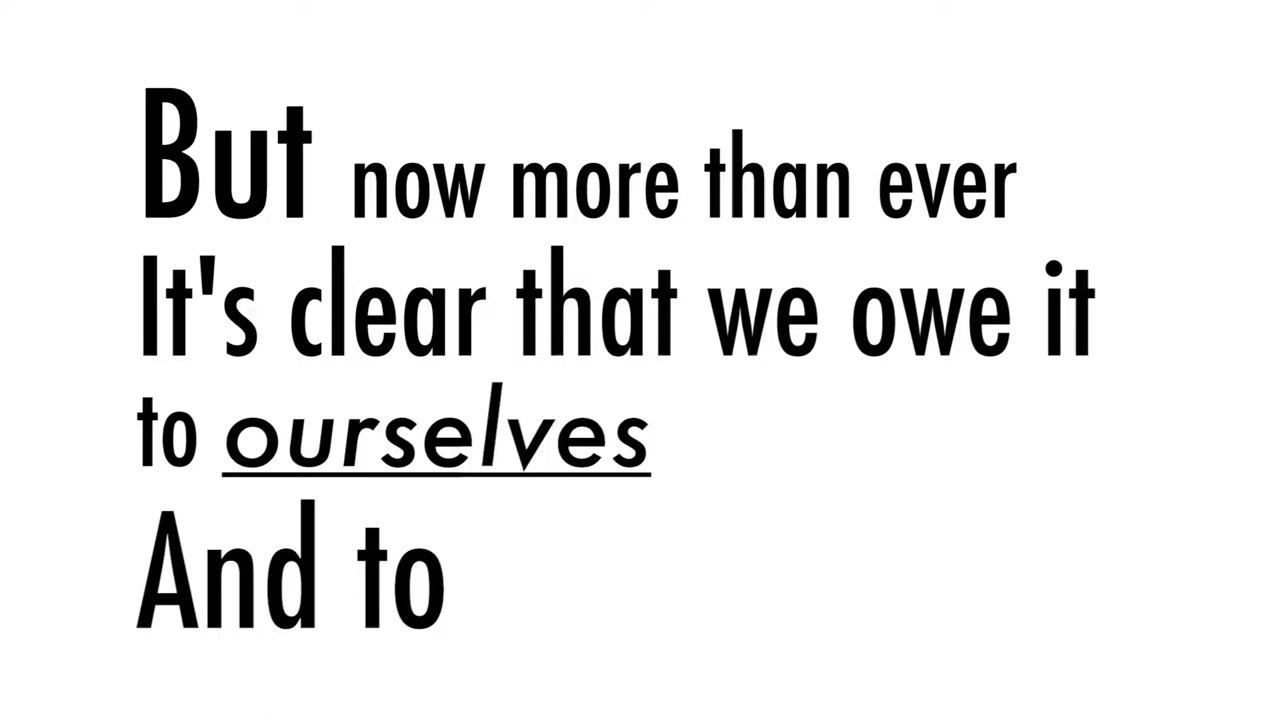 But now more than ever
It's clear that we owe it
to ourselves
And to